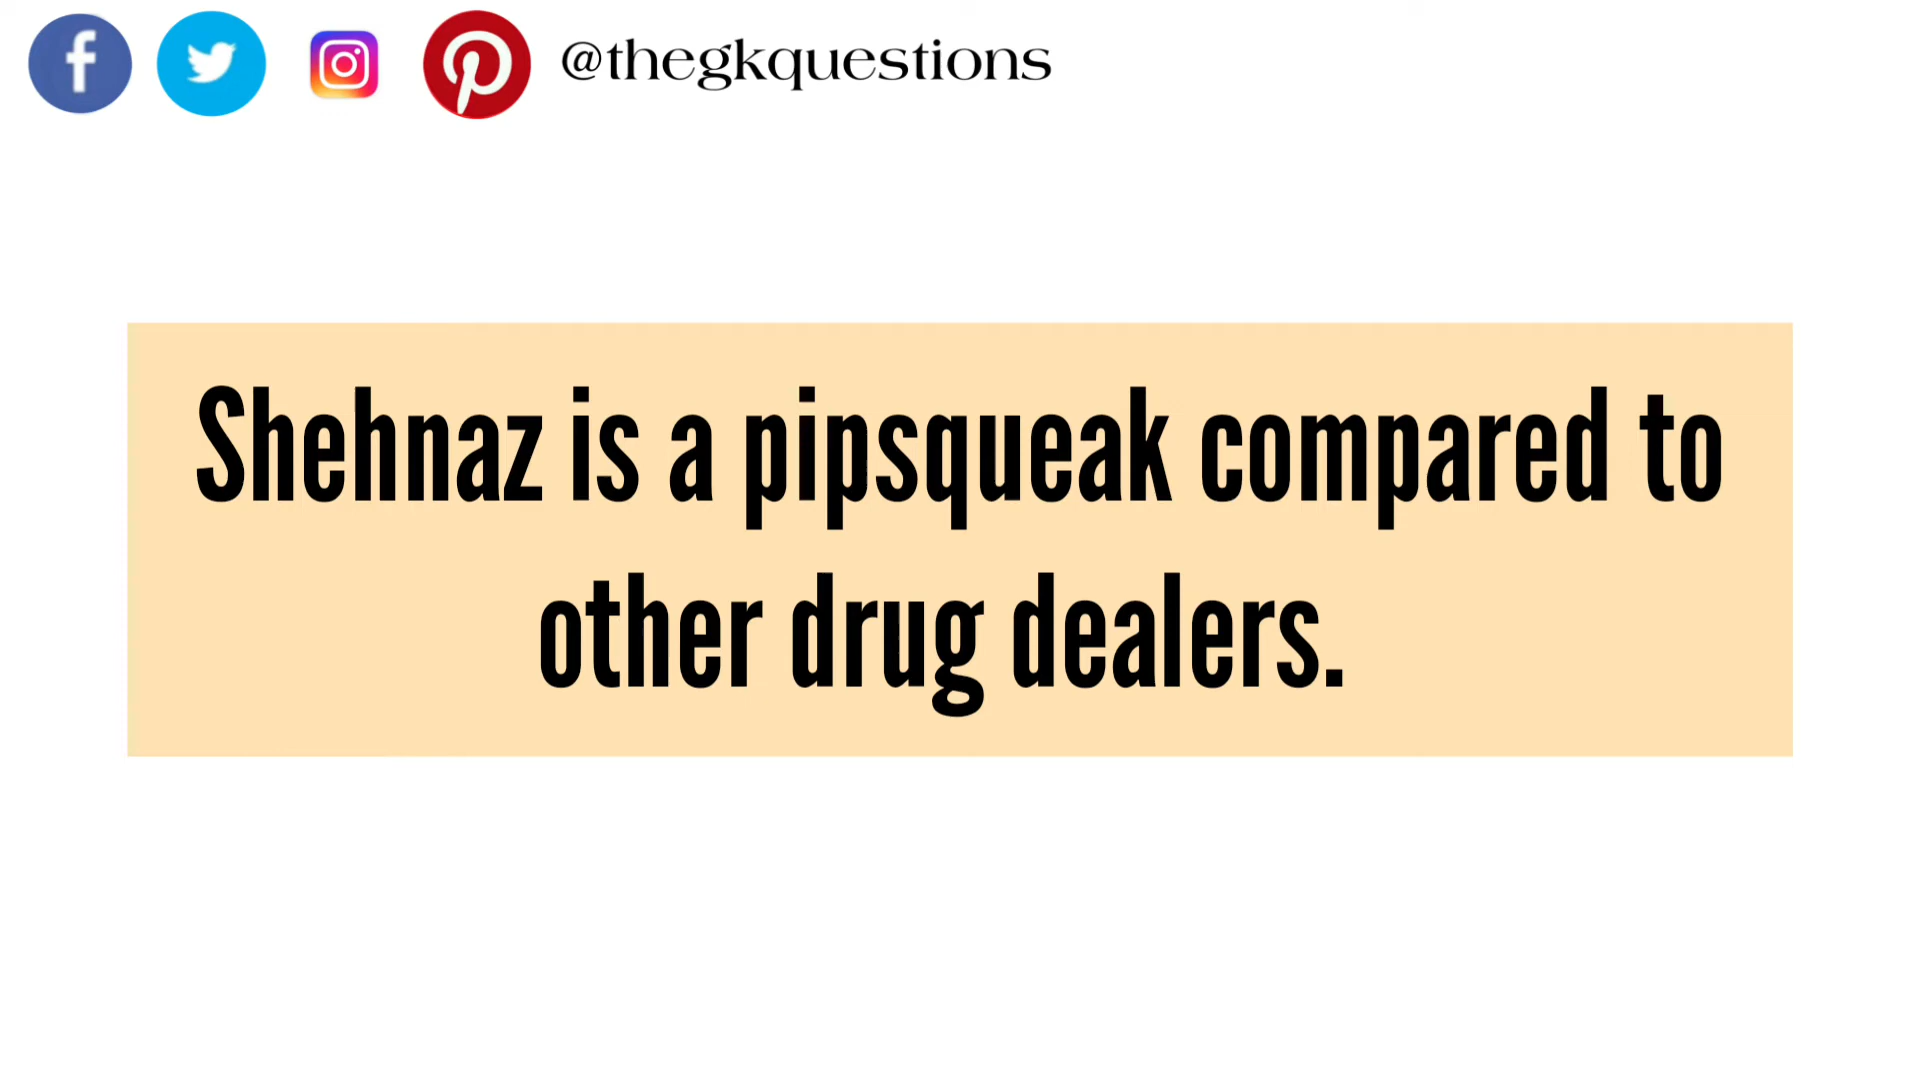 @thegkquestions
Shehnaz is a pipsqueak compared to
other drug dealers.